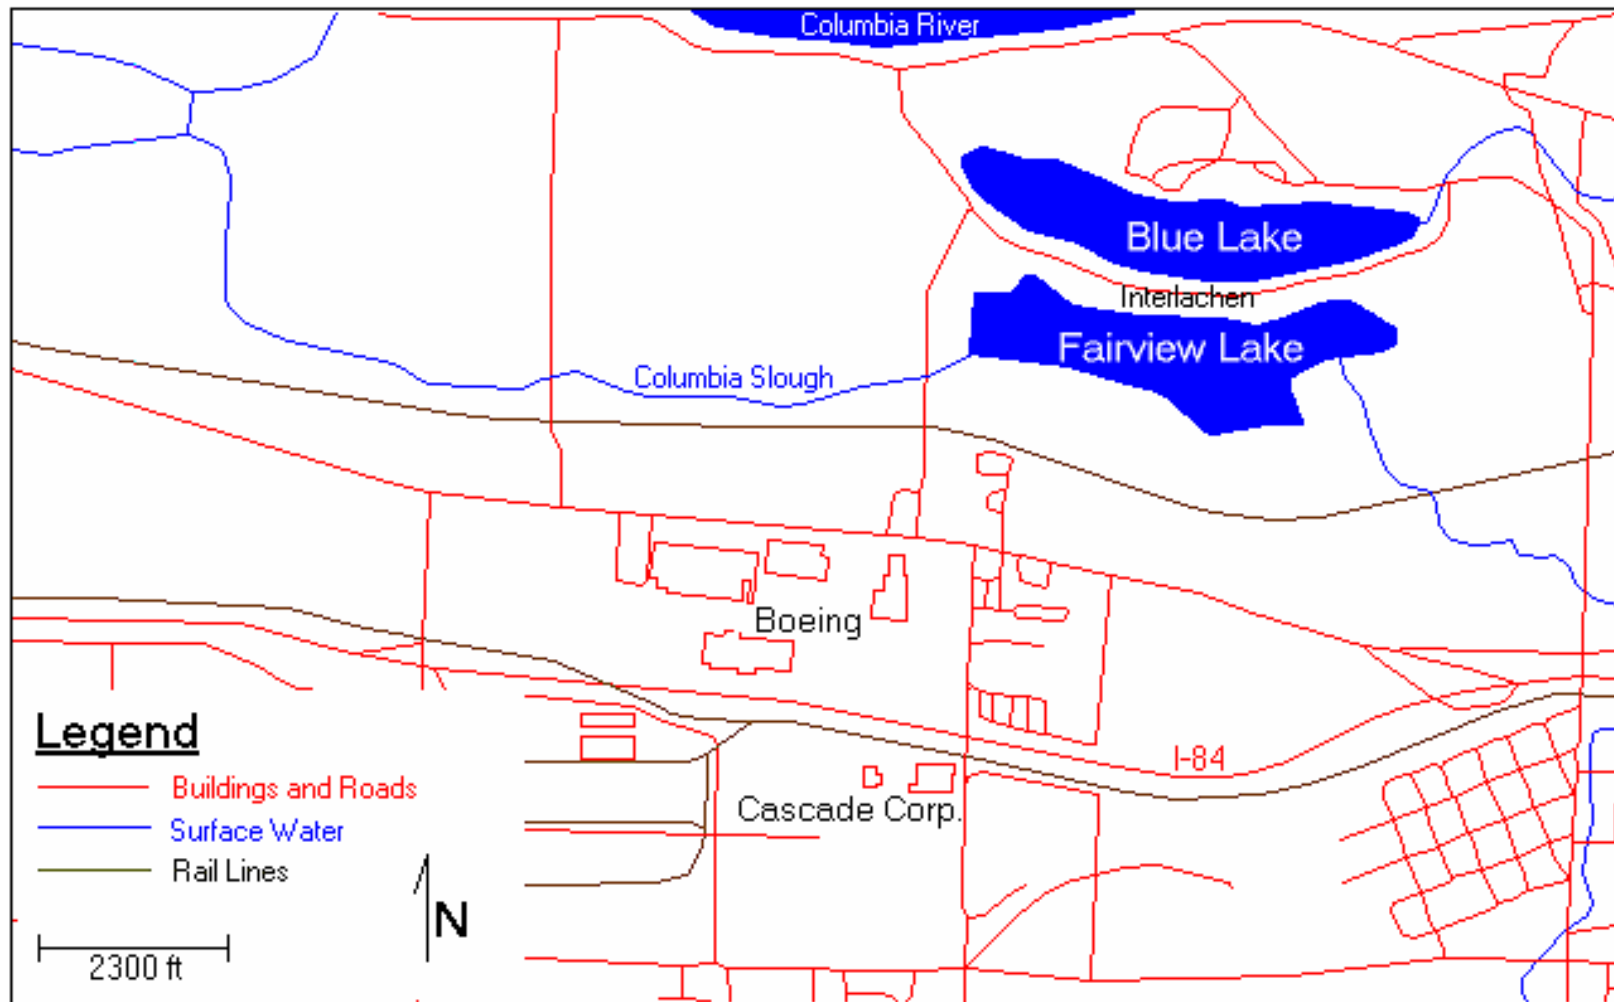 Columbia River
Blue Lake
Interlachen
Fairview Lake
Columbia Slough
Boeing
I-84
Cascade Corp.
Legend
Buildings and Roads
Surface Water
Rail Lines
N
2300 ft